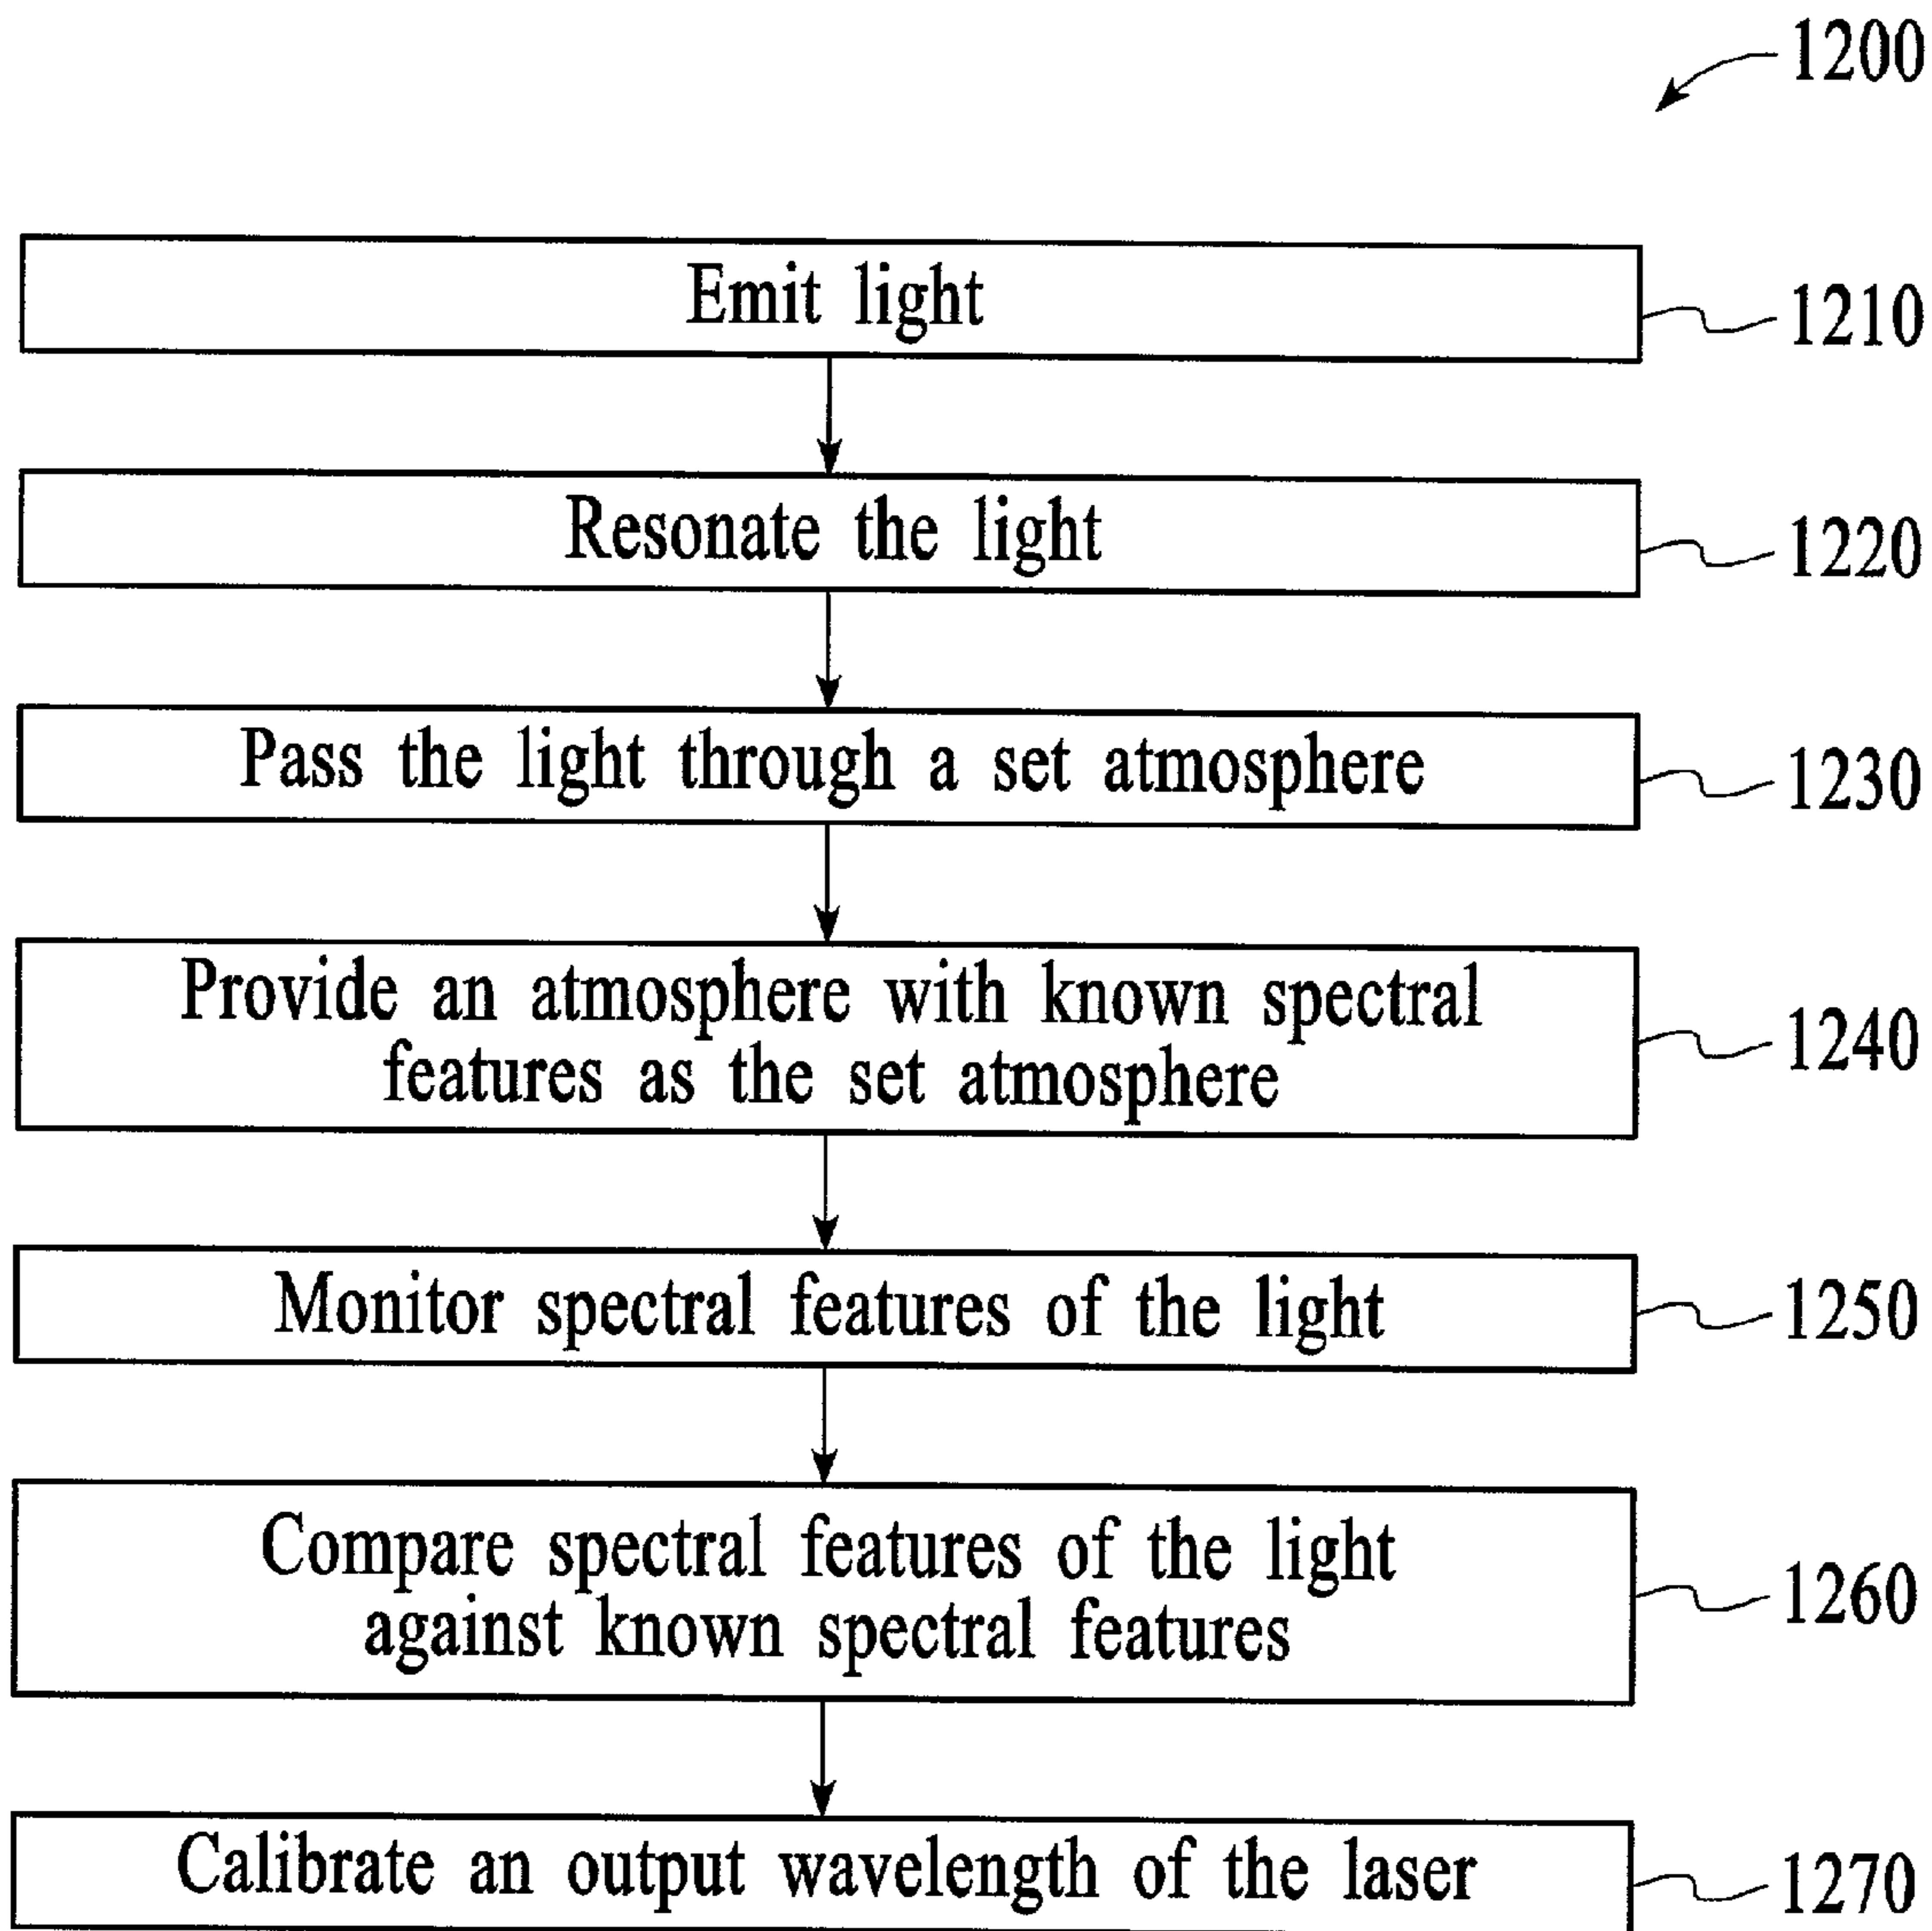 1200
Emit light
1210
Resonate the light
1220
Pass the light through a set atmosphere
1230
Provide an atmosphere with known spectral
features as the set atmosphere
1240
Monitor spectral features of the light
1250
Compare spectral features of the light
against known spectral features
1260
Calibrate an output wavelength of the laser
1270